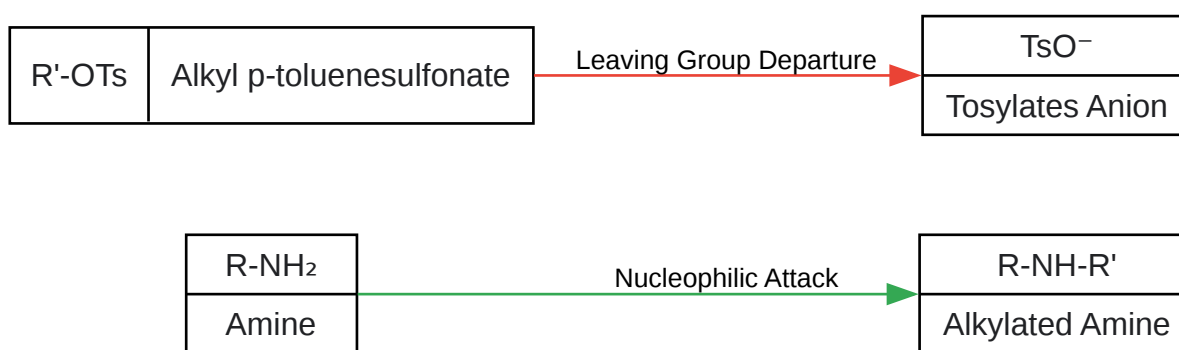 R'-OTs Alkyl p-toluenesulfonate
Leaving Group Departure
TsO⁻
Tosylates Anion
R-NH₂
Amine
Nucleophilic Attack
R-NH-R'
Alkylated Amine